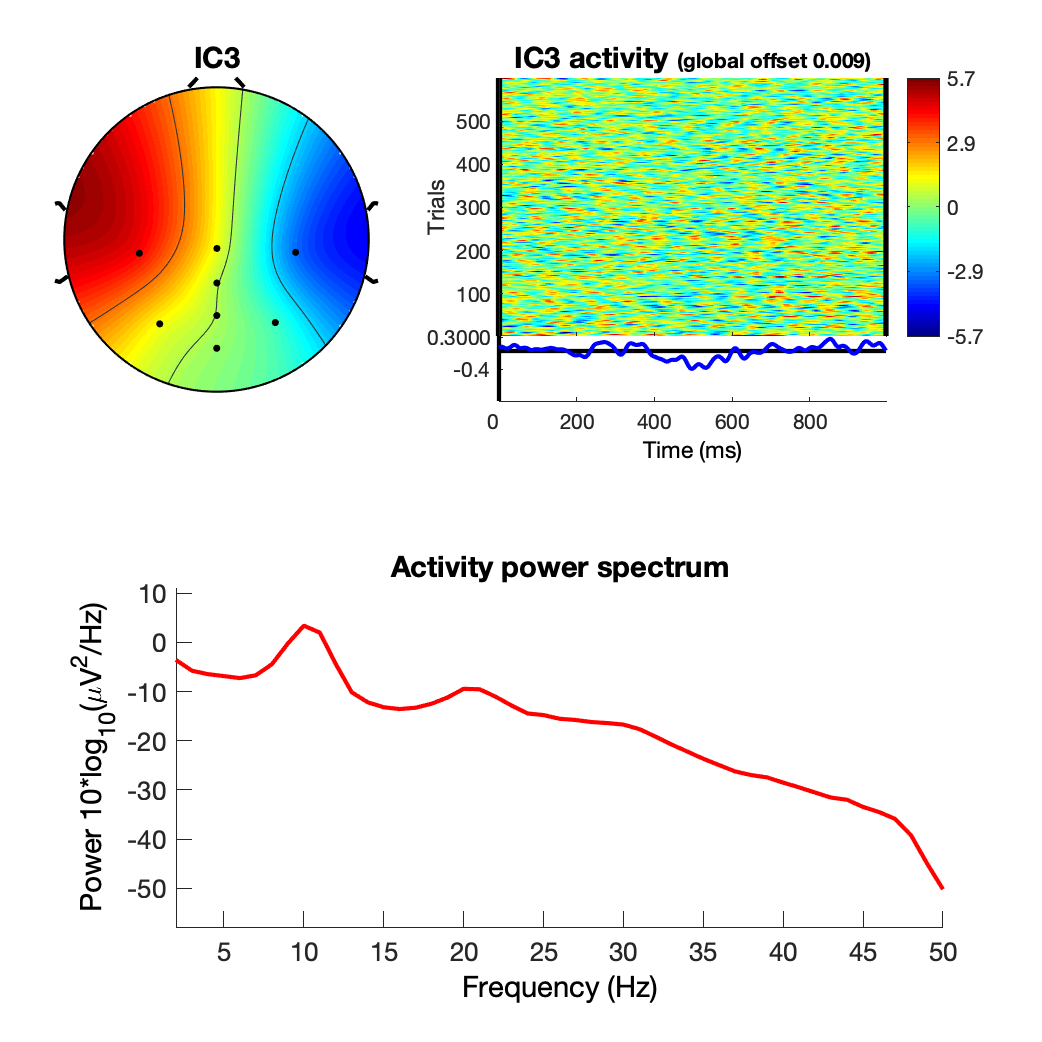 IC3
IC3 activity (global offset 0.009)
Trials
500
400
300
200
100
0.3000
-0.4
0 200 400 600 800
Time (ms)
5.7
2.9
0
-2.9
-5.7
Activity power spectrum
Power 10*log10(μV2/Hz)
10
0
-10
-20
-30
-40
-50
5 10 15 20 25 30 35 40 45 50
Frequency (Hz)